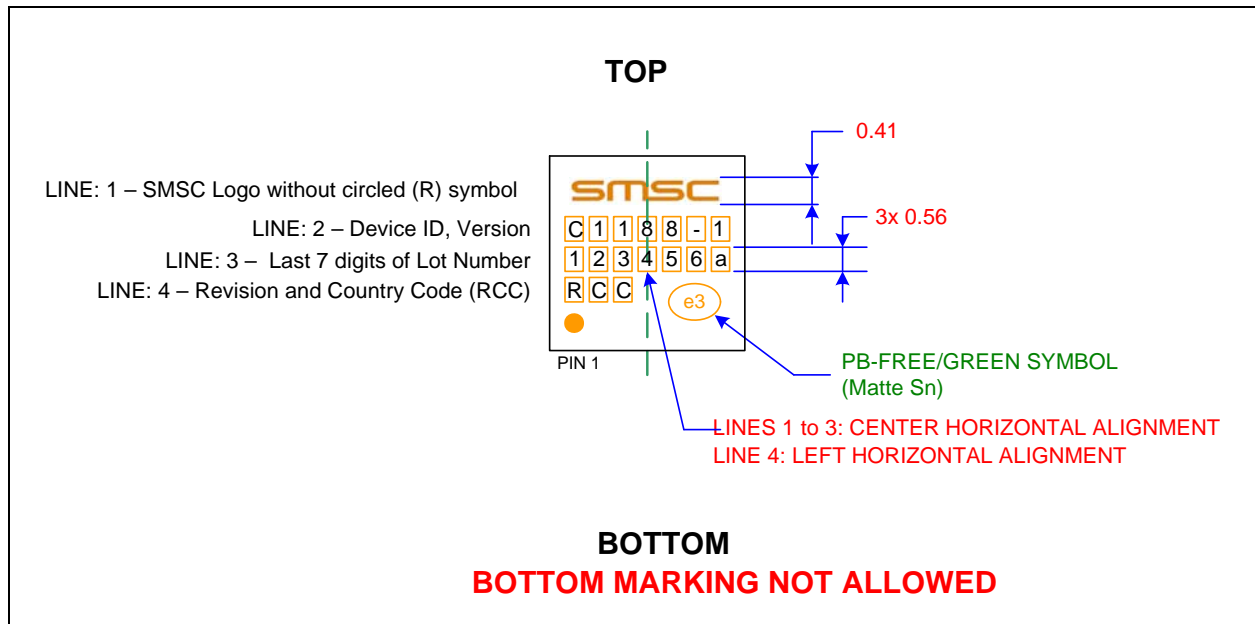 TOP
0.41
LINE: 1 – SMSC Logo without circled (R) symbol
smsc
3x 0.56
LINE: 2 – Device ID, Version
C1188-1
LINE: 3 – Last 7 digits of Lot Number
123456a
LINE: 4 – Revision and Country Code (RCC)
RCC
e3
PIN 1
PB-FREE/GREEN SYMBOL
(Matte Sn)
LINES 1 to 3: CENTER HORIZONTAL ALIGNMENT
LINE 4: LEFT HORIZONTAL ALIGNMENT
BOTTOM
BOTTOM MARKING NOT ALLOWED